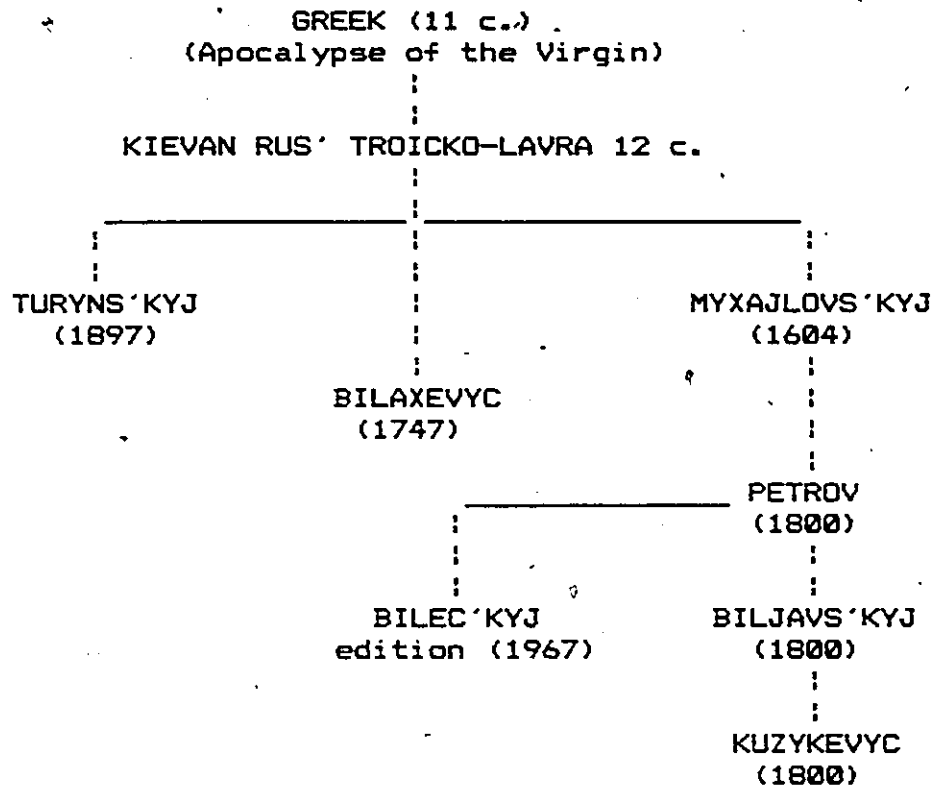 GREEK (11 c.)
(Apocalypse of the Virgin)
KIEVAN RUS' TROICKO-LAVRA 12 c.
TURYNS'KYJ
(1897)
MYXAJLOVS'KYJ
(1604)
BILAXEVYC
(1747)
PETROV
(1800)
BILEC'KYJ
edition (1967)
BILJAVS'KYJ
(1800)
KUZYKEVYC
(1800)